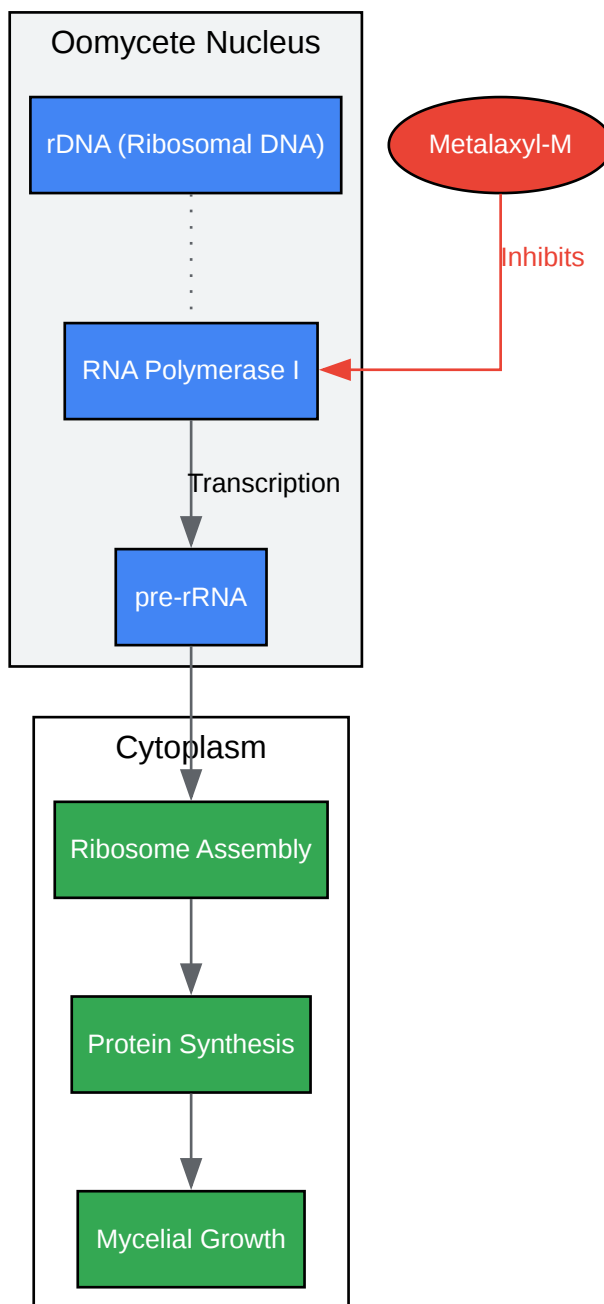 Oomycete Nucleus
rDNA (Ribosomal DNA)
Metalaxyl-M
Inhibits
RNA Polymerase I
Transcription
pre-rRNA
Cytoplasm
Ribosome Assembly
Protein Synthesis
Mycelial Growth